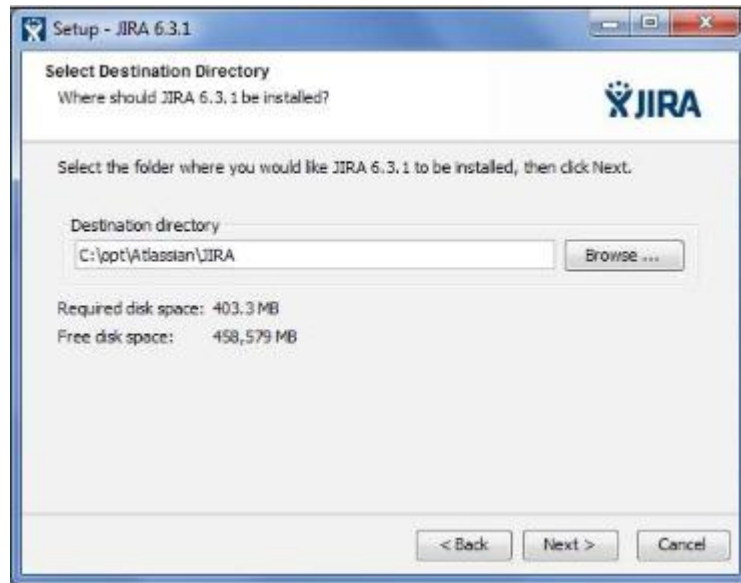 Setup - JIRA 6.3.1
Select Destination Directory
Where should JIRA 6.3.1 be installed?
JIRA
Select the folder where you would like JIRA 6.3.1 to be installed, then click Next.
Destination directory
C:\opt\Atlassian\JIRA
Browse ...
Required disk space: 403.3 MB
Free disk space: 458,579 MB
< Back Next > Cancel